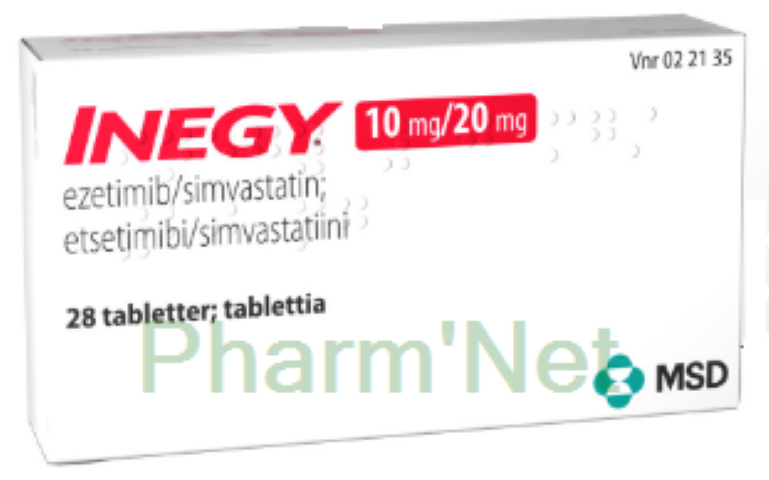 Vnr 02 21 35
INEGY 10 mg/20 mg
ezetimib/simvastatin;
etsetimibi/simvastatiini
28 tabletter; tablettia
Pharm'Net
MSD